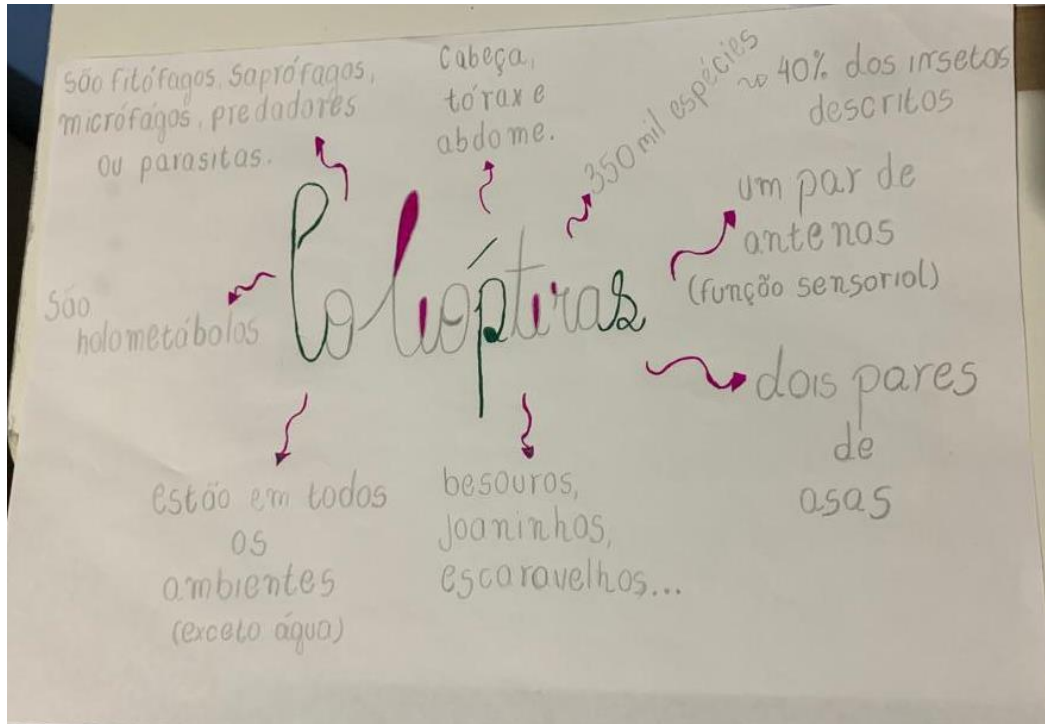 são fitófagos, saprófagos,
micrófagos, predadores
ou parasitas.
Cabeça,
tórax e
abdome.
350 mil espécies
~ 40% dos insetos
descritos
um par de
antenas
(função sensorial)
São
holometábolos
Coleópteras
dois pares
de
asas
estão em todos
os
ambientes
(exceto água)
besouros,
joaninhas,
escaravelhos...